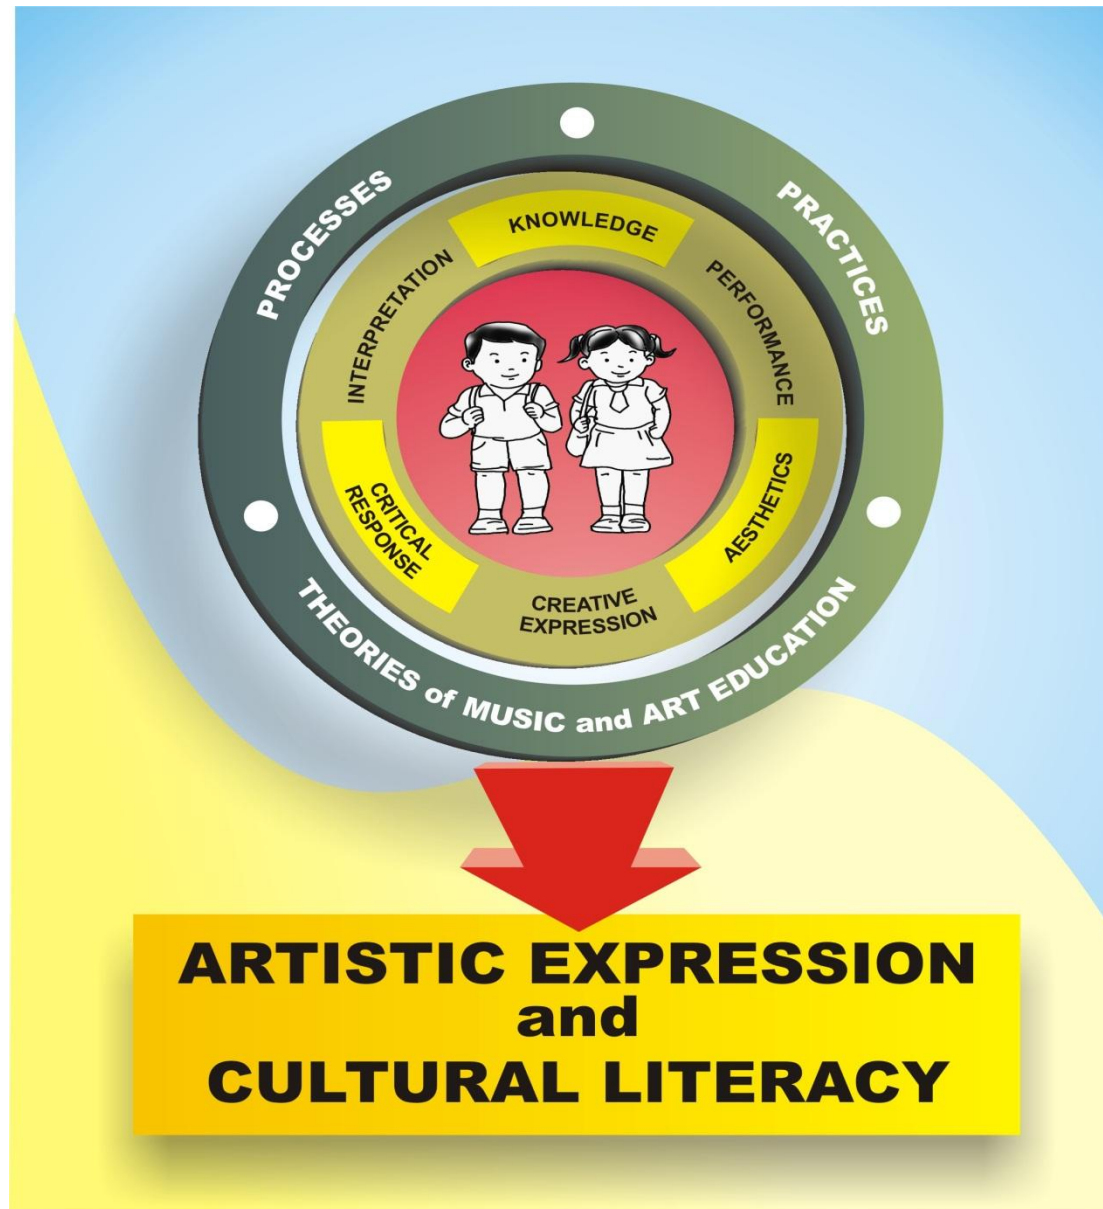 PROCESSES
PRACTICES
THEORIES of MUSIC and ART EDUCATION
KNOWLEDGE
PERFORMANCE
AESTHETICS
CREATIVE
EXPRESSION
CRITICAL
RESPONSE
INTERPRETATION
ARTISTIC EXPRESSION
and
CULTURAL LITERACY